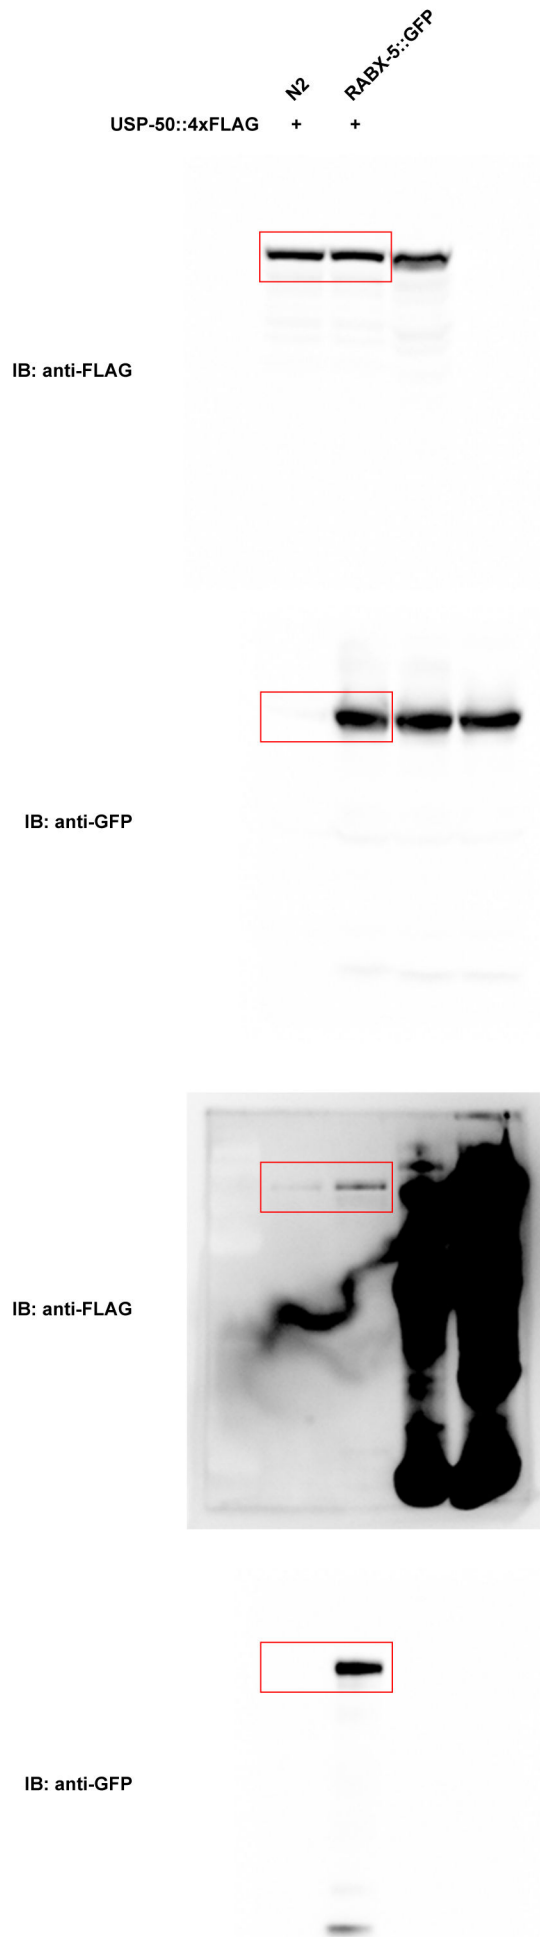 N2 RABX-5::GFP
USP-50::4xFLAG + +
IB: anti-FLAG
IB: anti-GFP
IB: anti-FLAG
IB: anti-GFP